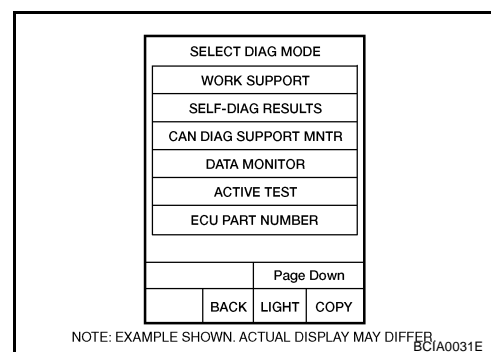 SELECT DIAG MODE
WORK SUPPORT
SELF-DIAG RESULTS
CAN DIAG SUPPORT MNTR
DATA MONITOR
ACTIVE TEST
ECU PART NUMBER
Page Down
BACK LIGHT COPY
NOTE: EXAMPLE SHOWN. ACTUAL DISPLAY MAY DIFFER.
BCIA0031E